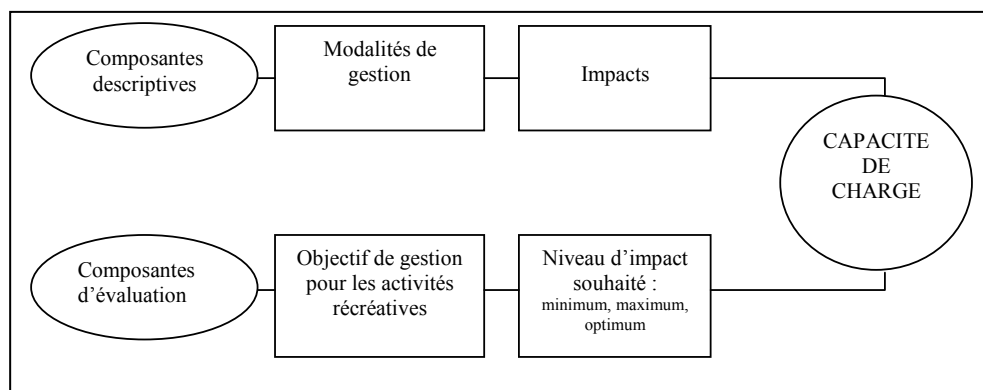 Composantes
descriptives
Modalités de
gestion
Impacts
CAPACITE
DE
CHARGE
Composantes
d'évaluation
Objectif de gestion
pour les activités
récréatives
Niveau d'impact
souhaité :
minimum, maximum,
optimum